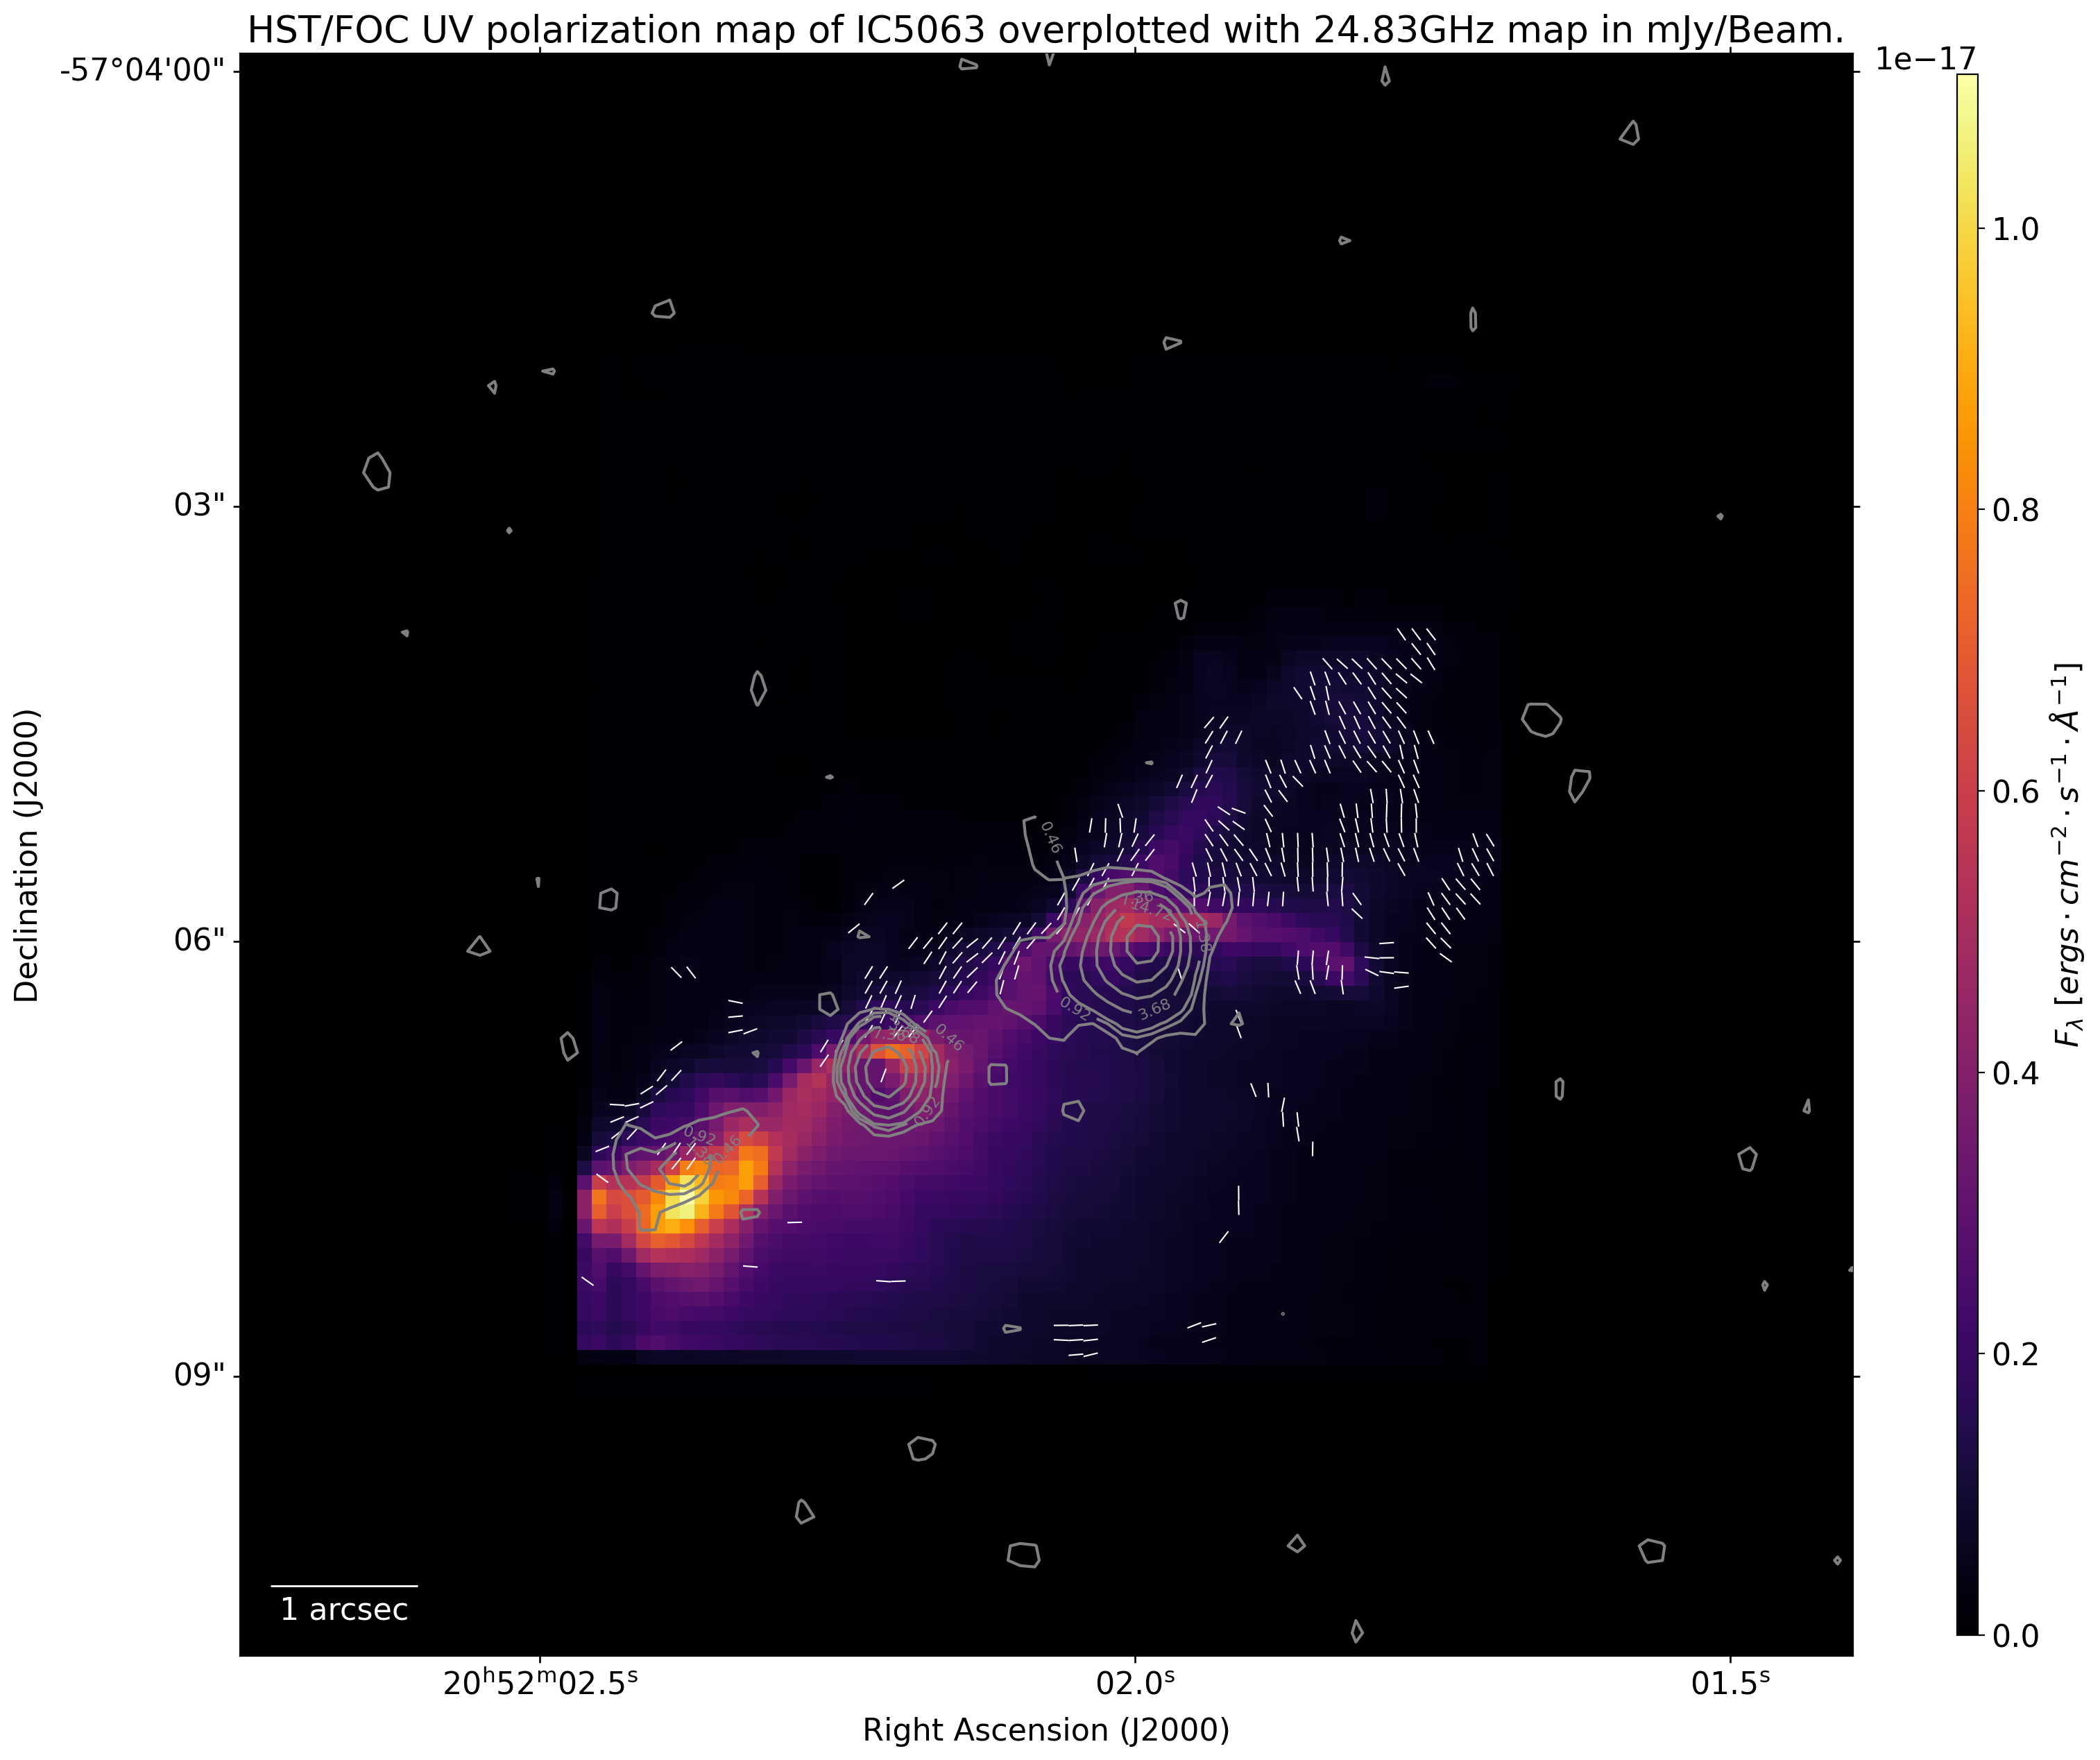 HST/FOC UV polarization map of IC5063 overplotted with 24.83GHz map in mJy/Beam.
1e−17
-57°04'00"
03"
06"
09"
Declination (J2000)
20h52m02.5s
02.0s
01.5s
Right Ascension (J2000)
1 arcsec
0.46
14.72
0.92
3.68
0.46
0.92
0.92
0.46
1.0
0.8
0.6
0.4
0.2
0.0
Fλ [ergs · cm−2 · s−1 · Å−1]